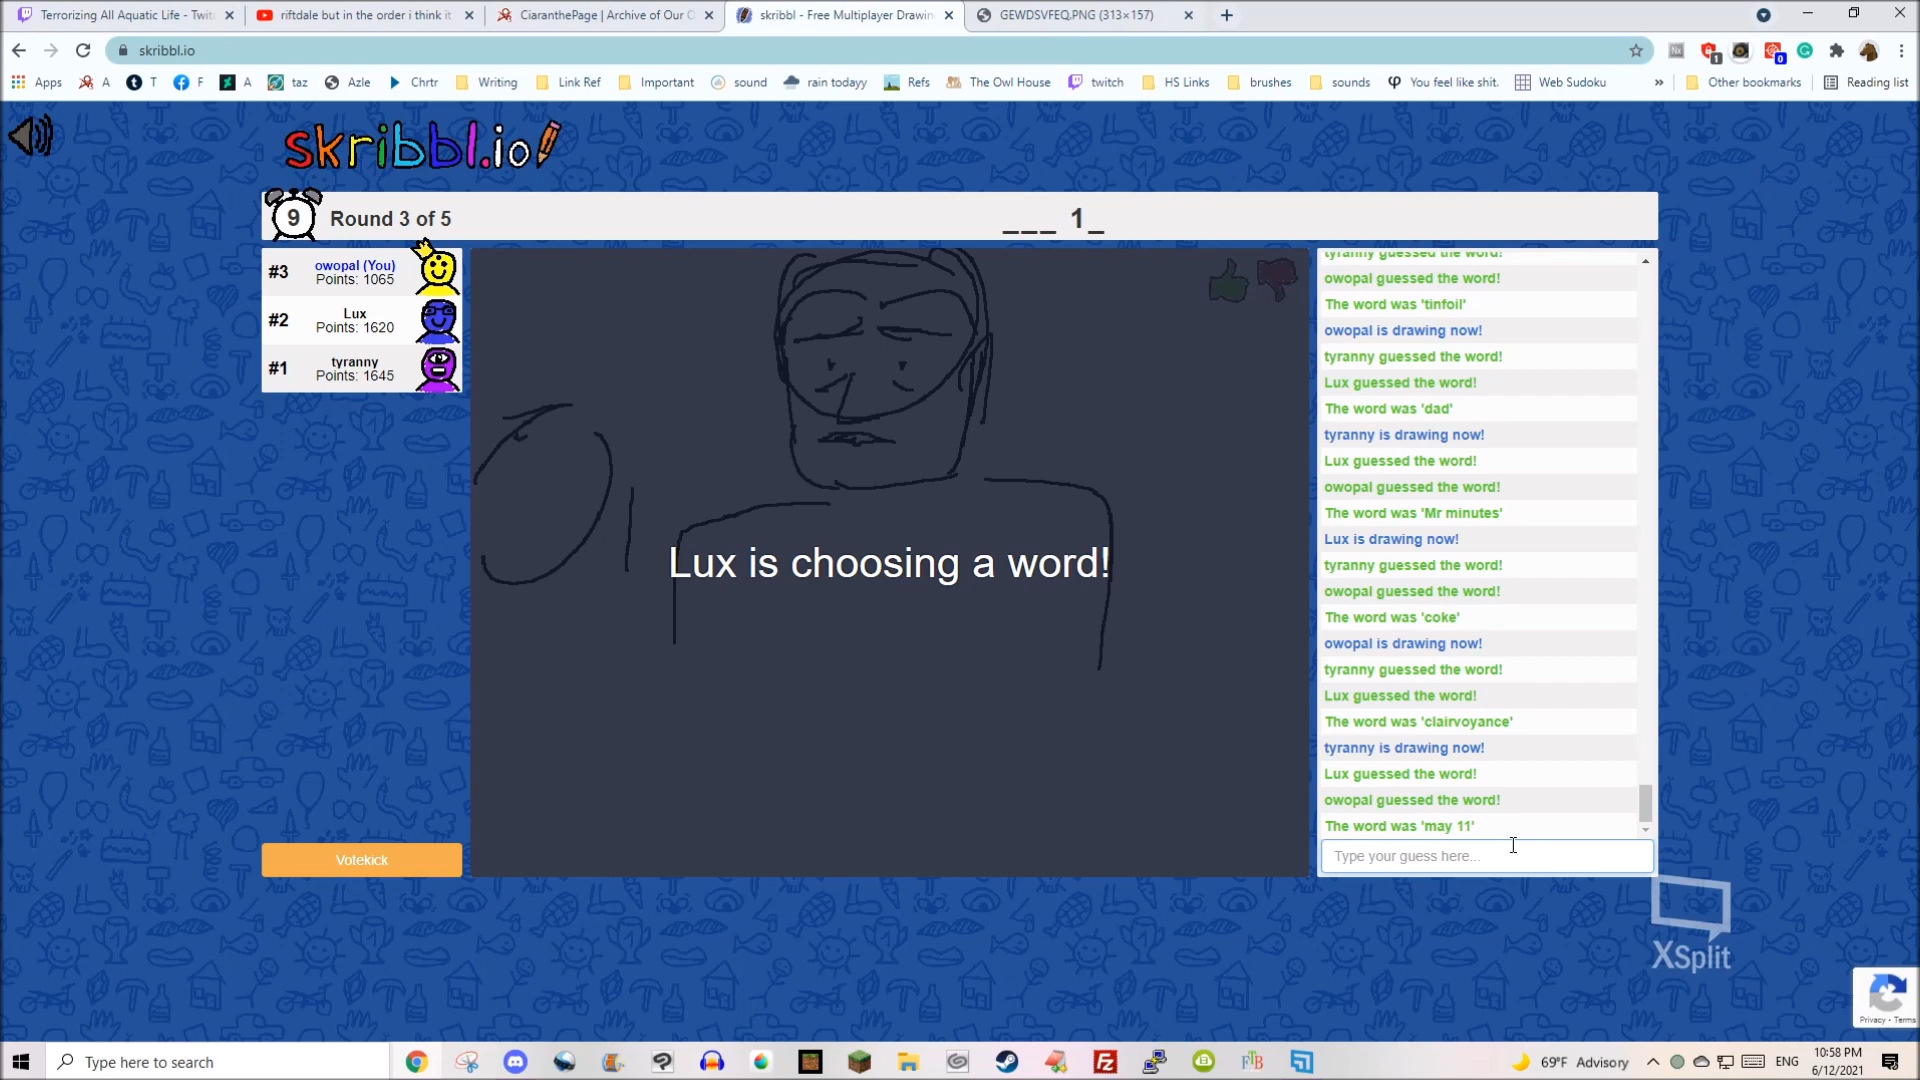 Terrorizing All Aquatic Life - Twit
riftdale but in the order i think it
CiaranthePage | Archive of Our O
skribbl - Free Multiplayer Drawin
GEWDSVFEQ.PNG (313×157)
skribbl.io
Apps
A
T
F
A
taz
Azle
Chrtr
Writing
Link Ref
Important
sound
rain todayy
Refs
The Owl House
twitch
HS Links
brushes
sounds
You feel like shit.
Web Sudoku
»
Other bookmarks
Reading list
skribbl.io
9
Round 3 of 5
___ 1_
#3
owopal (You)
Points: 1065
#2
Lux
Points: 1620
#1
tyranny
Points: 1645
Votekick
Lux is choosing a word!
tyranny guessed the word!
owopal guessed the word!
The word was 'tinfoil'
owopal is drawing now!
tyranny guessed the word!
Lux guessed the word!
The word was 'dad'
tyranny is drawing now!
Lux guessed the word!
owopal guessed the word!
The word was 'Mr minutes'
Lux is drawing now!
tyranny guessed the word!
owopal guessed the word!
The word was 'coke'
owopal is drawing now!
tyranny guessed the word!
Lux guessed the word!
The word was 'clairvoyance'
tyranny is drawing now!
Lux guessed the word!
owopal guessed the word!
The word was 'may 11'
Type your guess here...
XSplit
Privacy - Terms
Type here to search
69°F Advisory
ENG
10:58 PM
6/12/2021